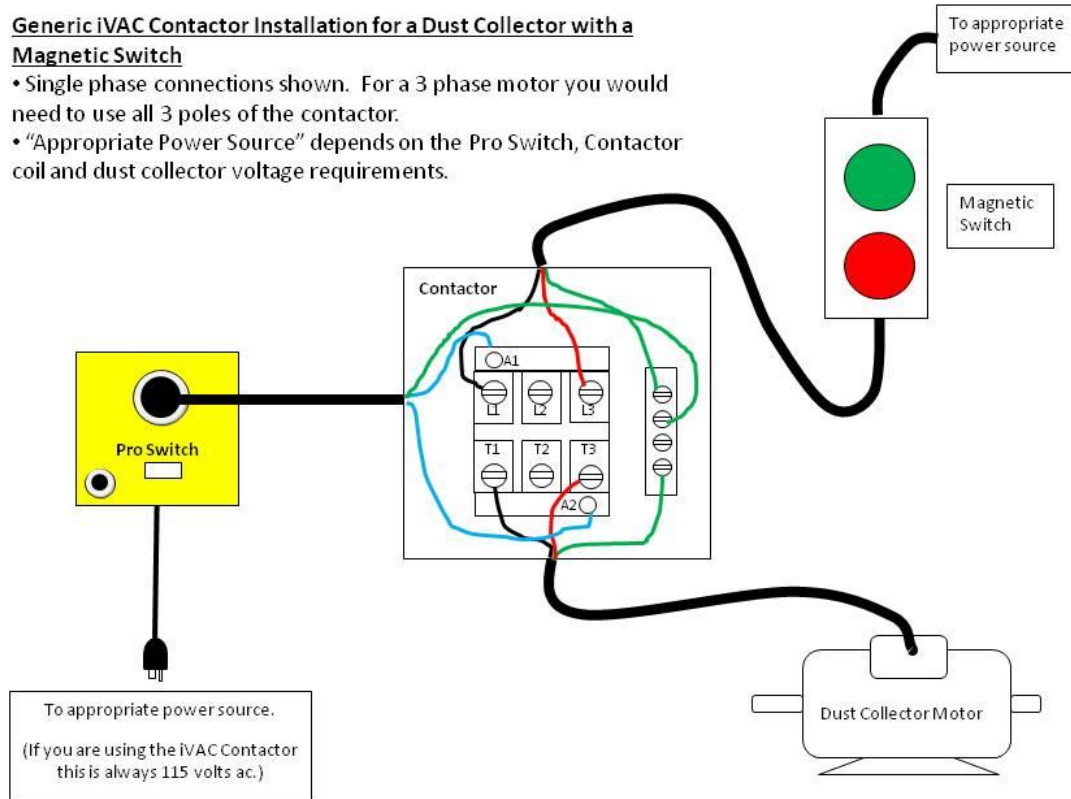 Generic iVAC Contactor Installation for a Dust Collector with a
Magnetic Switch
• Single phase connections shown. For a 3 phase motor you would
need to use all 3 poles of the contactor.
• “Appropriate Power Source” depends on the Pro Switch, Contactor
coil and dust collector voltage requirements.
To appropriate
power source
Magnetic
Switch
Contactor
A1
L1
L2
L3
T1
T2
T3
A2
Pro Switch
To appropriate power source.
(If you are using the iVAC Contactor
this is always 115 volts ac.)
Dust Collector Motor